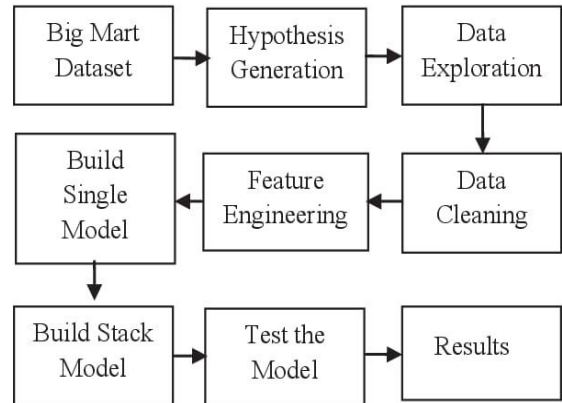 Big Mart
Dataset
Hypothesis
Generation
Data
Exploration
Data
Cleaning
Feature
Engineering
Build
Single
Model
Build Stack
Model
Test the
Model
Results